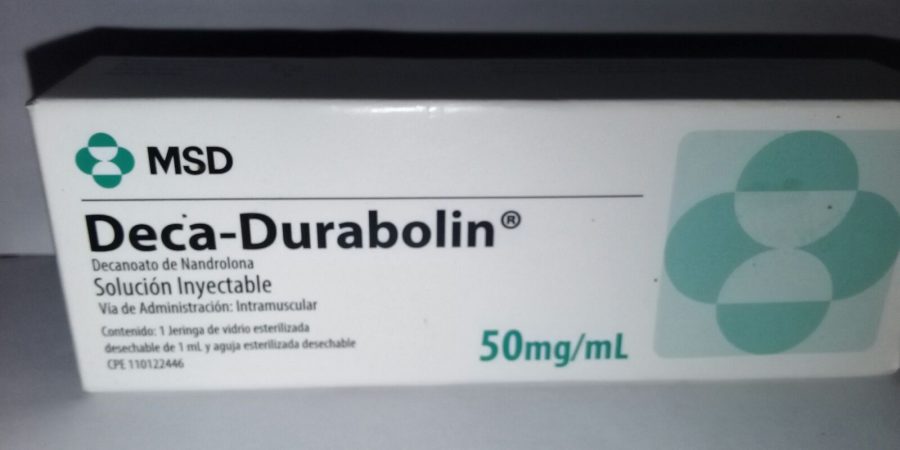 MSD
Deca-Durabolin®
Decanoato de Nandrolona
Solución Inyectable
Vía de Administración: Intramuscular
Contenido: 1 Jeringa de vidrio esterilizada
desechable de 1 mL y aguja esterilizada desechable
CPE 110122446
50mg/mL